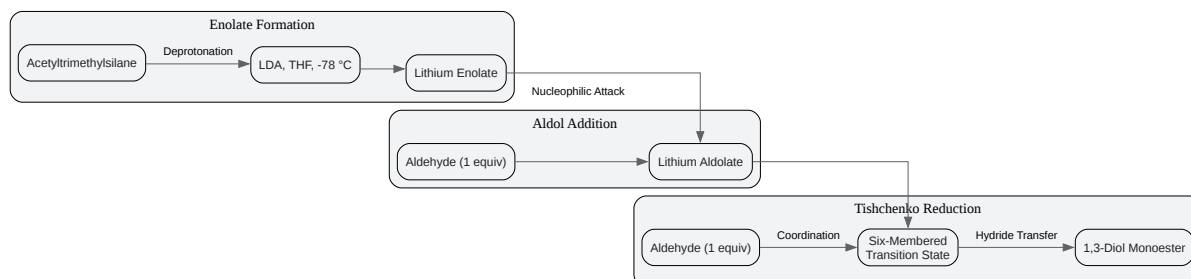 Enolate Formation
Acetyltrimethylsilane
Deprotonation
LDA, THF, -78 °C
Lithium Enolate
Nucleophilic Attack
Aldol Addition
Aldehyde (1 equiv)
Lithium Aldolate
Tishchenko Reduction
Aldehyde (1 equiv)
Coordination
Six-Membered
Transition State
Hydride Transfer
1,3-Diol Monoester